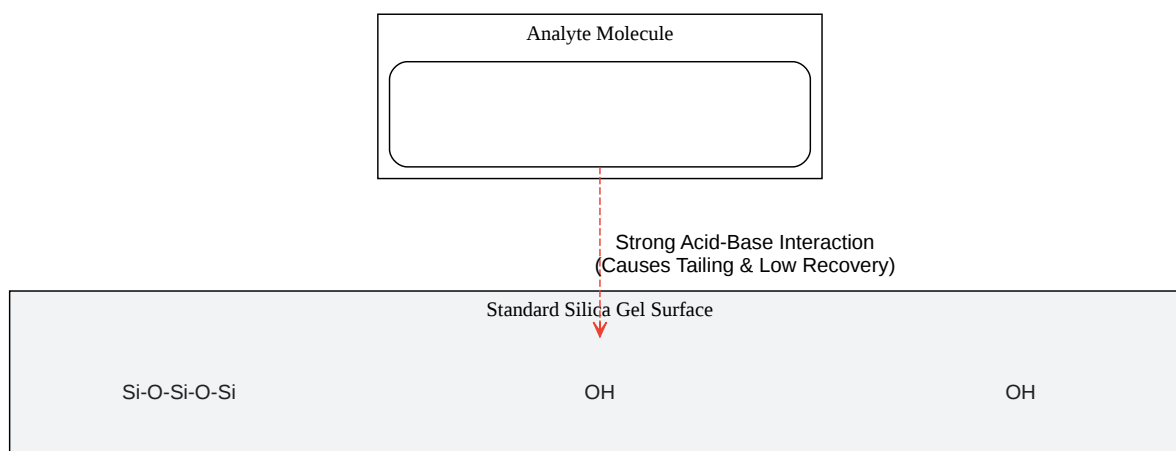 Analyte Molecule
Strong Acid-Base Interaction
(Causes Tailing & Low Recovery)
Standard Silica Gel Surface
Si-O-Si-O-Si OH OH